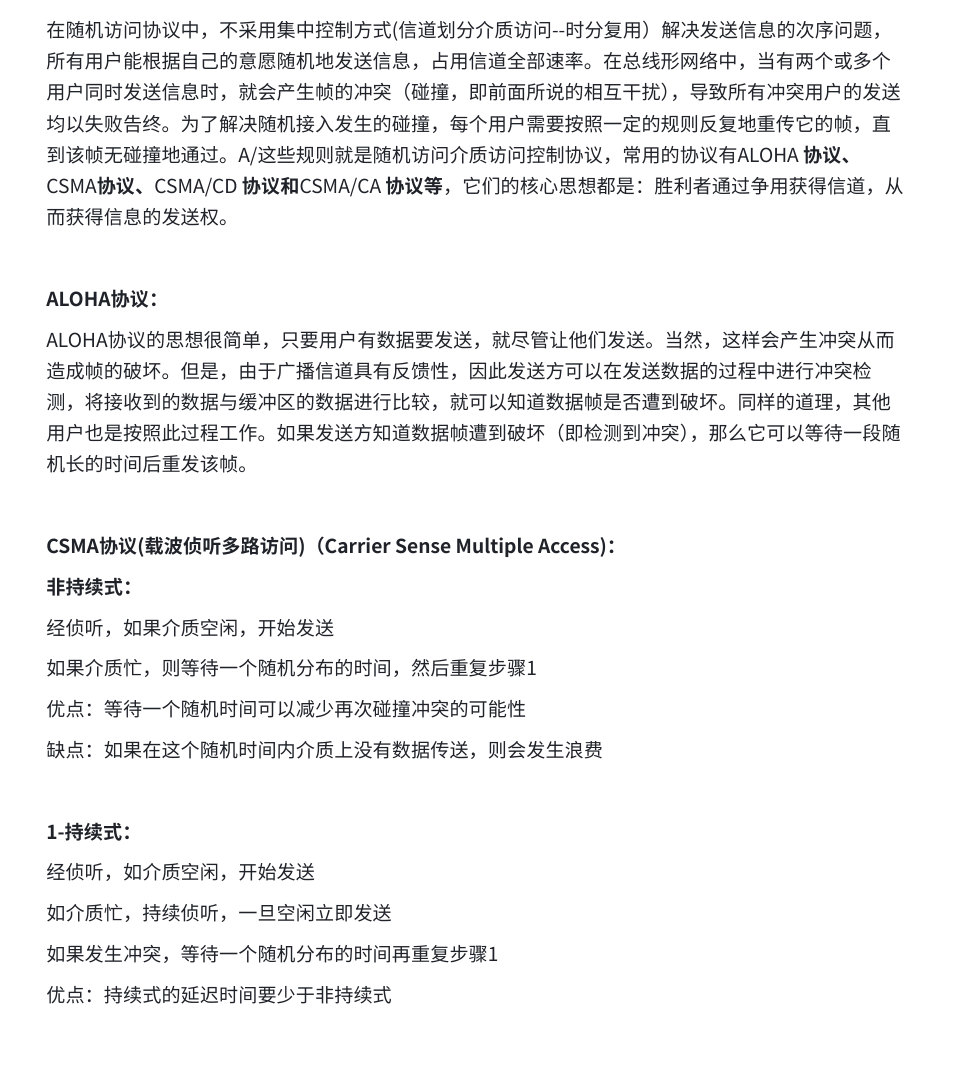 在随机访问协议中，不采用集中控制方式(信道划分介质访问--时分复用）解决发送信息的次序问题，
所有用户能根据自己的意愿随机地发送信息，占用信道全部速率。在总线形网络中，当有两个或多个
用户同时发送信息时，就会产生帧的冲突（碰撞，即前面所说的相互干扰），导致所有冲突用户的发送
均以失败告终。为了解决随机接入发生的碰撞，每个用户需要按照一定的规则反复地重传它的帧，直
到该帧无碰撞地通过。A/这些规则就是随机访问介质访问控制协议，常用的协议有ALOHA 协议、
CSMA协议、CSMA/CD 协议和CSMA/CA 协议等，它们的核心思想都是：胜利者通过争用获得信道，从
而获得信息的发送权。
ALOHA协议：
ALOHA协议的思想很简单，只要用户有数据要发送，就尽管让他们发送。当然，这样会产生冲突从而
造成帧的破坏。但是，由于广播信道具有反馈性，因此发送方可以在发送数据的过程中进行冲突检
测，将接收到的数据与缓冲区的数据进行比较，就可以知道数据帧是否遭到破坏。同样的道理，其他
用户也是按照此过程工作。如果发送方知道数据帧遭到破坏（即检测到冲突），那么它可以等待一段随
机长的时间后重发该帧。
CSMA协议(载波侦听多路访问)（Carrier Sense Multiple Access)：
非持续式：
经侦听，如果介质空闲，开始发送
如果介质忙，则等待一个随机分布的时间，然后重复步骤1
优点：等待一个随机时间可以减少再次碰撞冲突的可能性
缺点：如果在这个随机时间内介质上没有数据传送，则会发生浪费
1-持续式：
经侦听，如介质空闲，开始发送
如介质忙，持续侦听，一旦空闲立即发送
如果发生冲突，等待一个随机分布的时间再重复步骤1
优点：持续式的延迟时间要少于非持续式